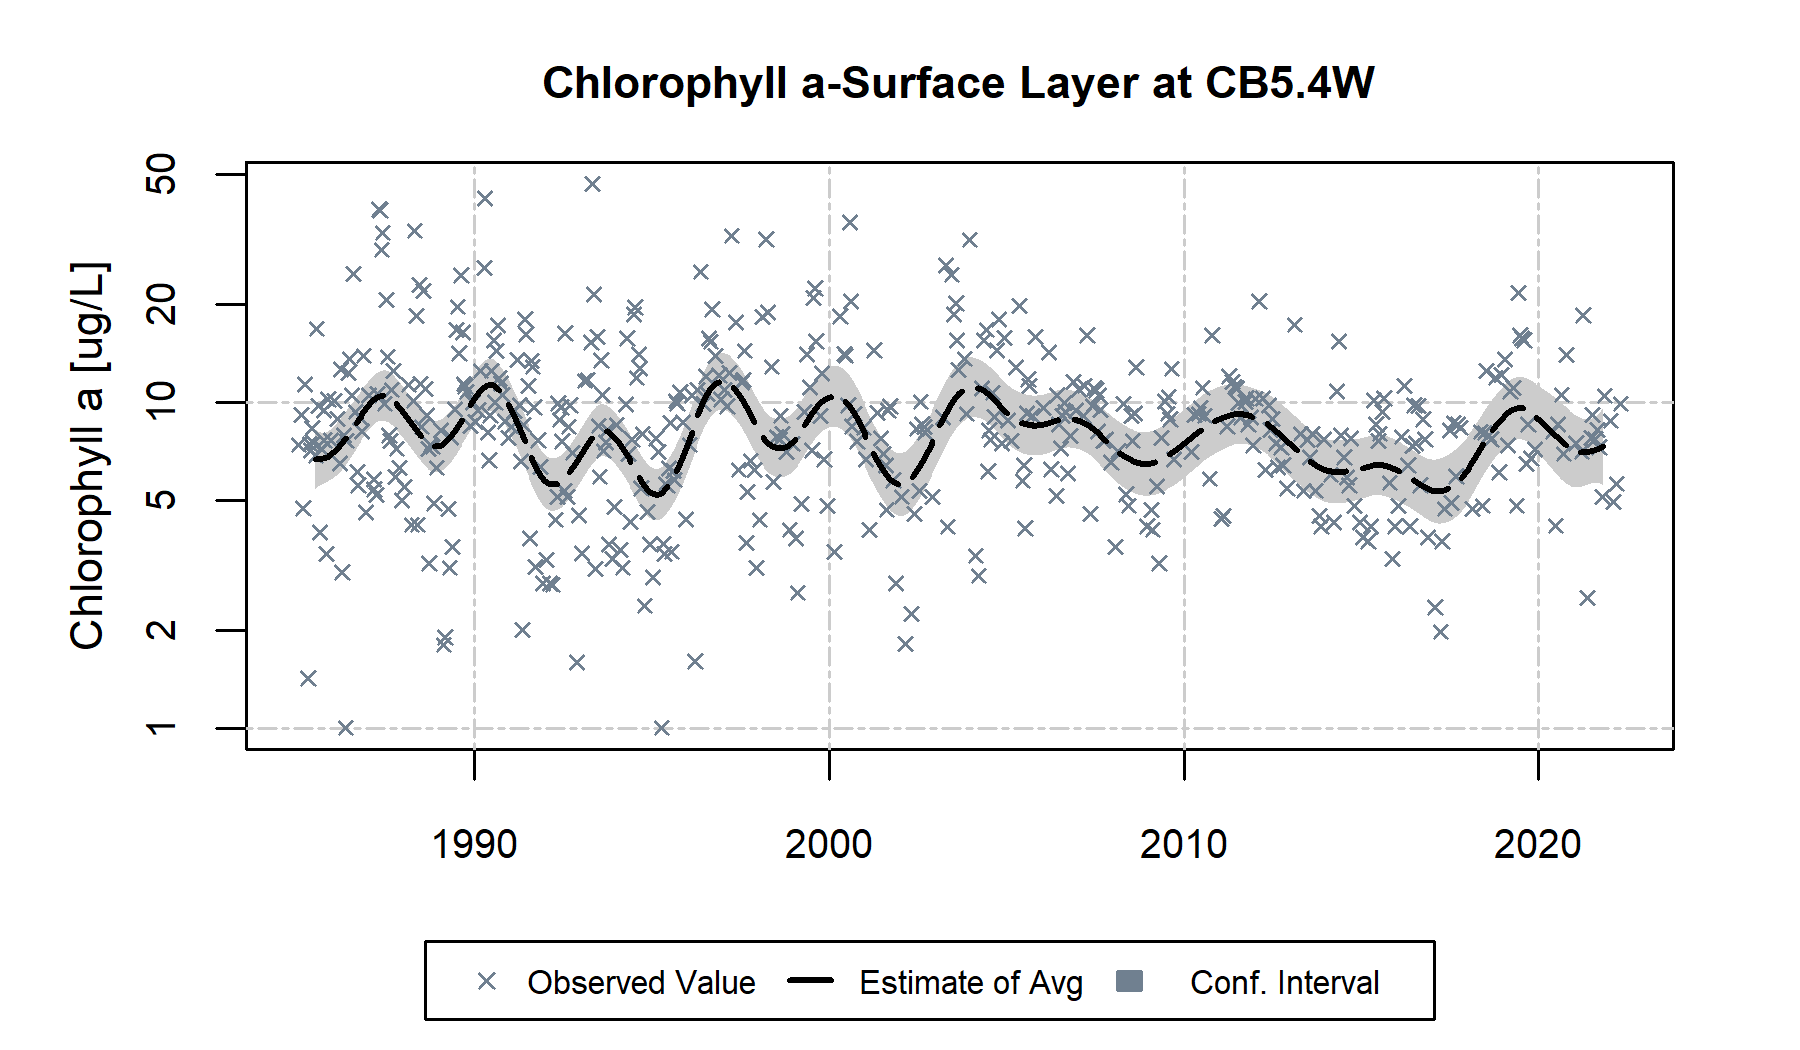 Chlorophyll a-Surface Layer at CB5.4W
Chlorophyll a [ug/L]
50
20
10
5
2
1
1990 2000 2010 2020
Observed Value Estimate of Avg Conf. Interval